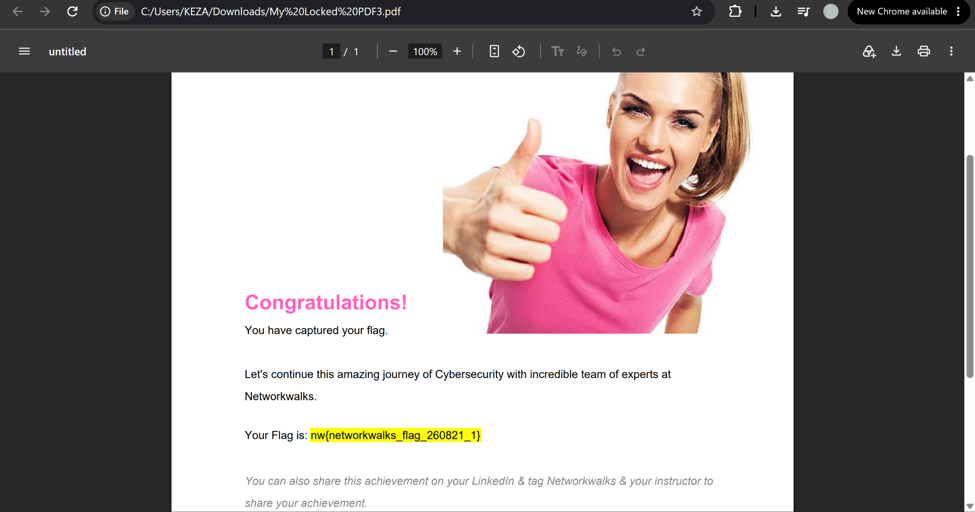 File C:/Users/KEZA/Downloads/My%20Locked%20PDF3.pdf New Chrome available
untitled 1 / 1 100%
Congratulations!
You have captured your flag.
Let's continue this amazing journey of Cybersecurity with incredible team of experts at
Networkwalks.
Your Flag is: nw{networkwalks_flag_260821_1}
You can also share this achievement on your LinkedIn & tag Networkwalks & your instructor to
share your achievement.